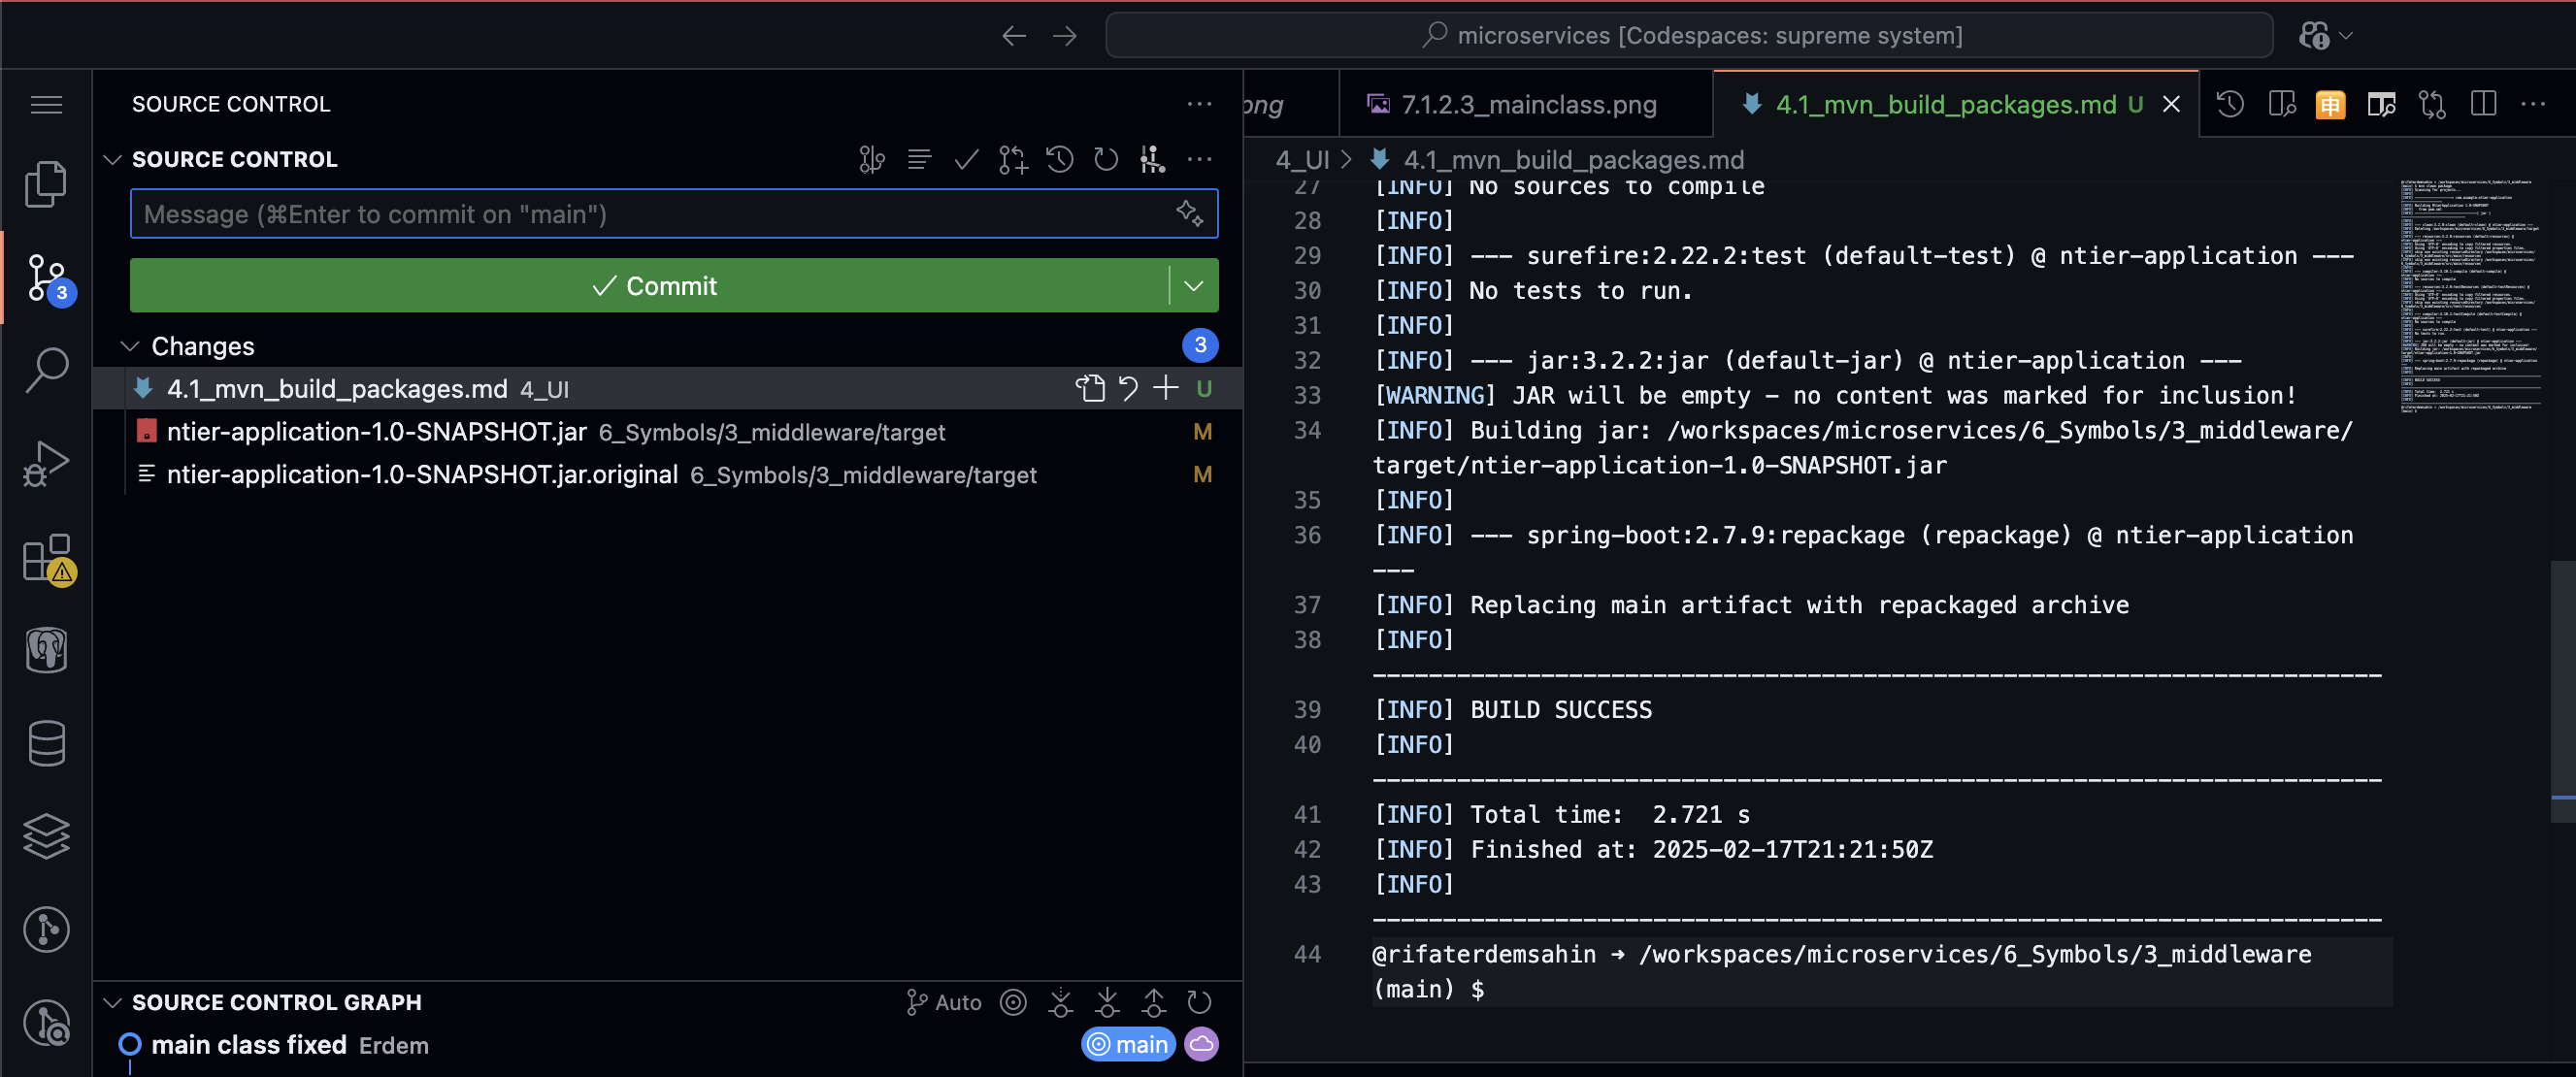 microservices [Codespaces: supreme system]
SOURCE CONTROL
SOURCE CONTROL
Message (⌘Enter to commit on "main")
Commit
3
Changes
3
4.1_mvn_build_packages.md 4_UI U
ntier-application-1.0-SNAPSHOT.jar 6_Symbols/3_middleware/target M
ntier-application-1.0-SNAPSHOT.jar.original 6_Symbols/3_middleware/target M
SOURCE CONTROL GRAPH
Auto
main class fixed Erdem
main
ong
7.1.2.3_mainclass.png
4.1_mvn_build_packages.md U
申
4_UI > 4.1_mvn_build_packages.md
27 [INFO] No sources to compile
28 [INFO]
29 [INFO] --- surefire:2.22.2:test (default-test) @ ntier-application ---
30 [INFO] No tests to run.
31 [INFO]
32 [INFO] --- jar:3.2.2:jar (default-jar) @ ntier-application ---
33 [WARNING] JAR will be empty - no content was marked for inclusion!
34 [INFO] Building jar: /workspaces/microservices/6_Symbols/3_middleware/
target/ntier-application-1.0-SNAPSHOT.jar
35 [INFO]
36 [INFO] --- spring-boot:2.7.9:repackage (repackage) @ ntier-application
---
37 [INFO] Replacing main artifact with repackaged archive
38 [INFO]
------------------------------------------------------------------------
39 [INFO] BUILD SUCCESS
40 [INFO]
------------------------------------------------------------------------
41 [INFO] Total time:  2.721 s
42 [INFO] Finished at: 2025-02-17T21:21:50Z
43 [INFO]
------------------------------------------------------------------------
44 @rifaterdemsahin ➜ /workspaces/microservices/6_Symbols/3_middleware
(main) $